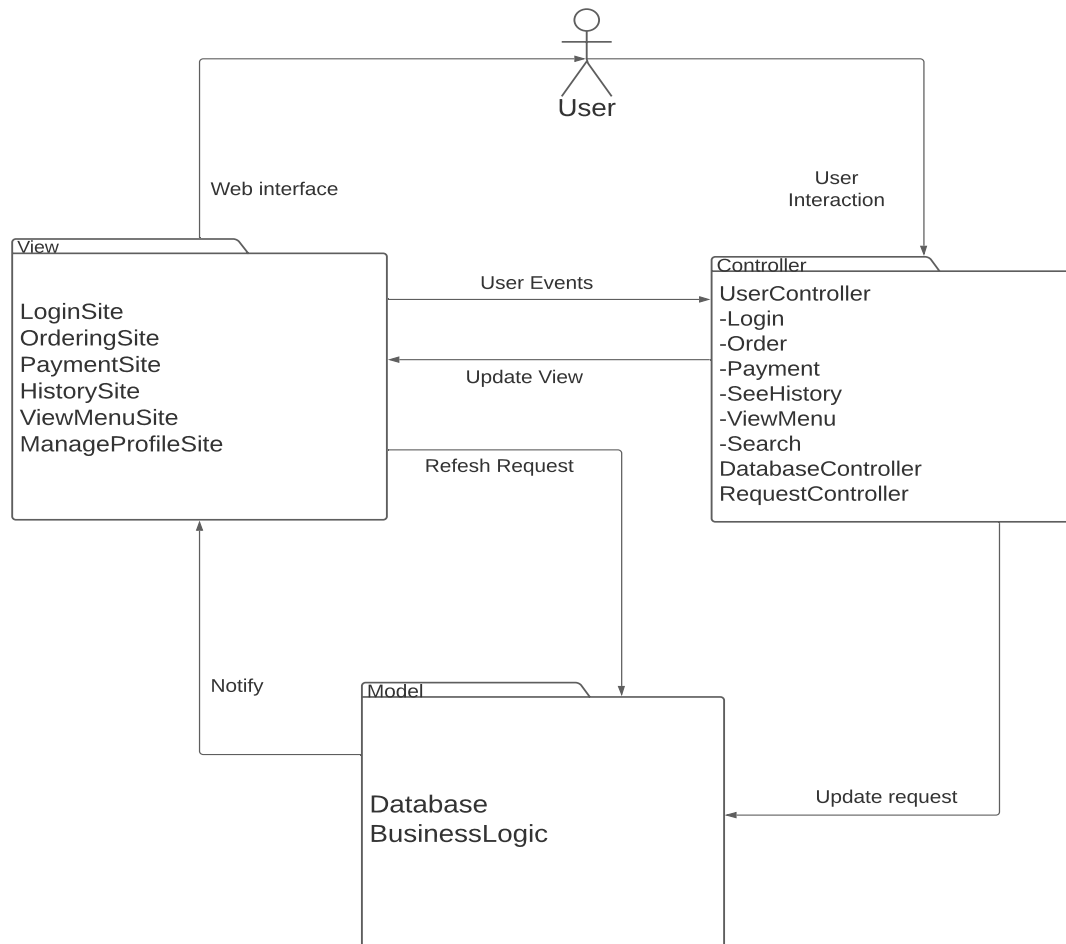 User
Web interface
User
Interaction
View
LoginSite
OrderingSite
PaymentSite
HistorySite
ViewMenuSite
ManageProfileSite
User Events
Update View
Refesh Request
Controller
UserController
-Login
-Order
-Payment
-SeeHistory
-ViewMenu
-Search
DatabaseController
RequestController
Notify
Model
Database
BusinessLogic
Update request